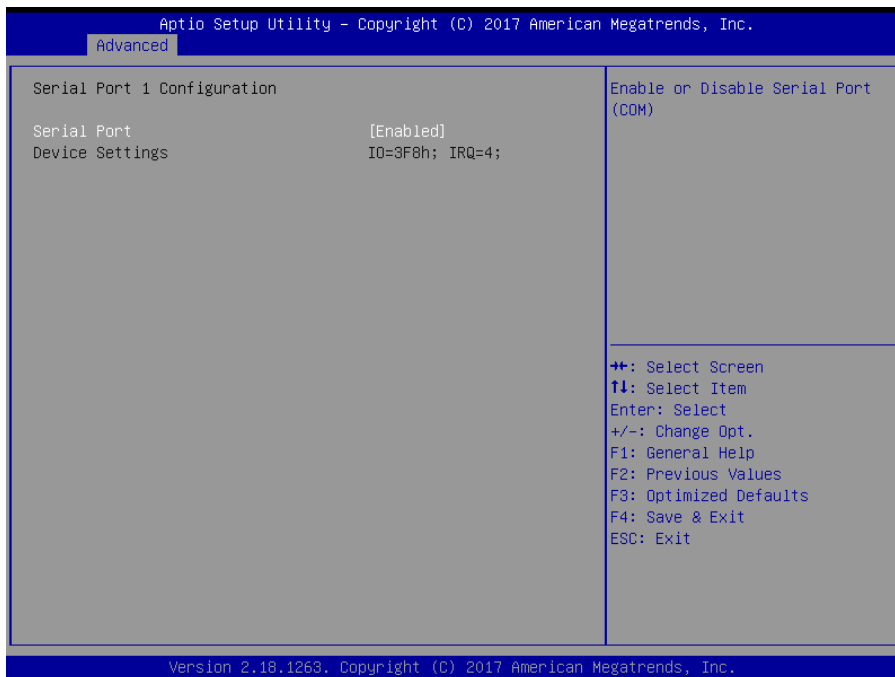 Aptio Setup Utility – Copyright (C) 2017 American Megatrends, Inc.
Advanced
Serial Port 1 Configuration
Serial Port [Enabled]
Device Settings IO=3F8h; IRQ=4;
Enable or Disable Serial Port
(COM)
→←: Select Screen
↑↓: Select Item
Enter: Select
+/-: Change Opt.
F1: General Help
F2: Previous Values
F3: Optimized Defaults
F4: Save & Exit
ESC: Exit
Version 2.18.1263. Copyright (C) 2017 American Megatrends, Inc.